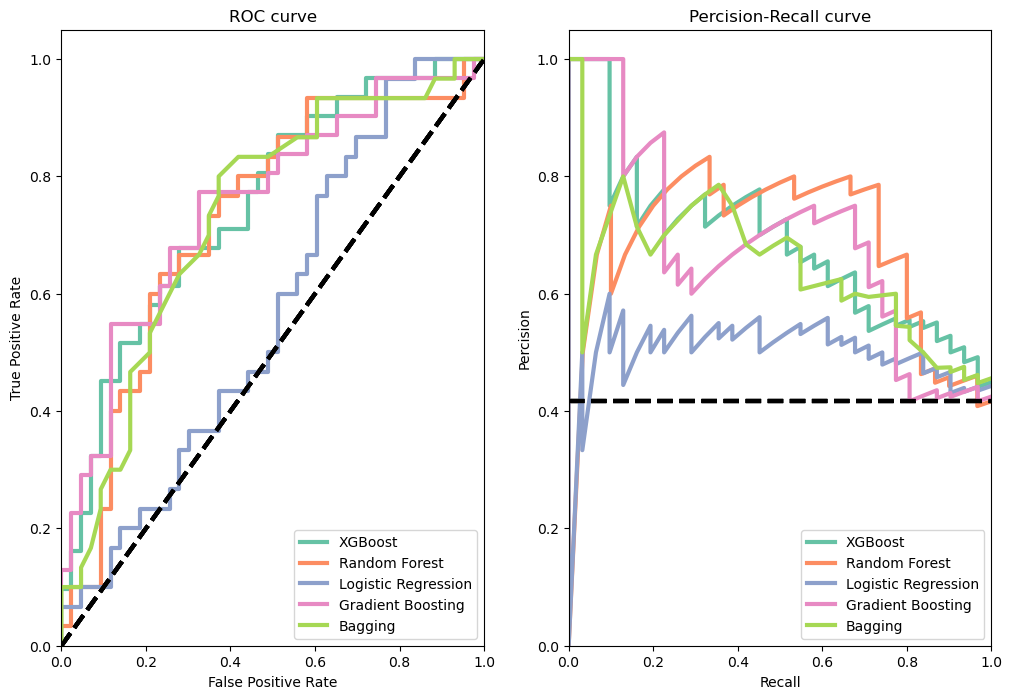 ROC curve
True Positive Rate
1.0
0.8
0.6
0.4
0.2
0.0
0.0 0.2 0.4 0.6 0.8 1.0
False Positive Rate
XGBoost
Random Forest
Logistic Regression
Gradient Boosting
Bagging
Percision-Recall curve
Percision
1.0
0.8
0.6
0.4
0.2
0.0
0.0 0.2 0.4 0.6 0.8 1.0
Recall
XGBoost
Random Forest
Logistic Regression
Gradient Boosting
Bagging